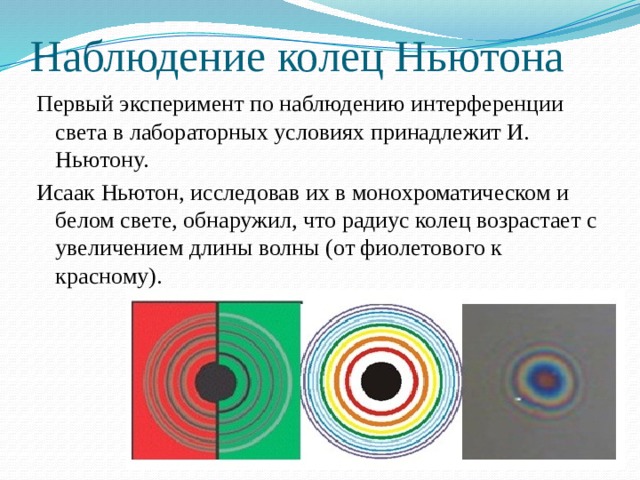 Наблюдение колец Ньютона
Первый эксперимент по наблюдению интерференции
света в лабораторных условиях принадлежит И.
Ньютону.
Исаак Ньютон, исследовав их в монохроматическом и
белом свете, обнаружил, что радиус колец возрастает с
увеличением длины волны (от фиолетового к
красному).